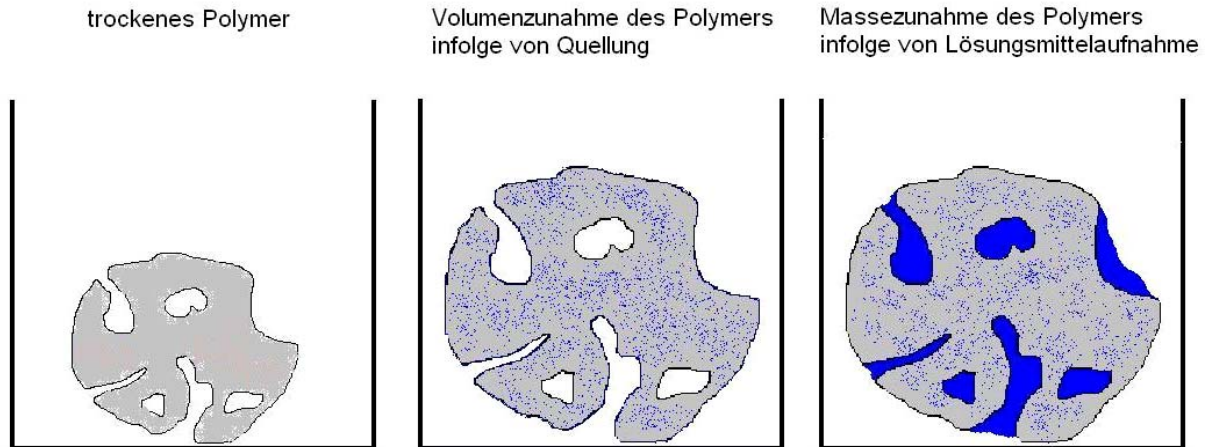 trockenes Polymer
Volumenzunahme des Polymers
infolge von Quellung
Massezunahme des Polymers
infolge von Lösungsmittelaufnahme